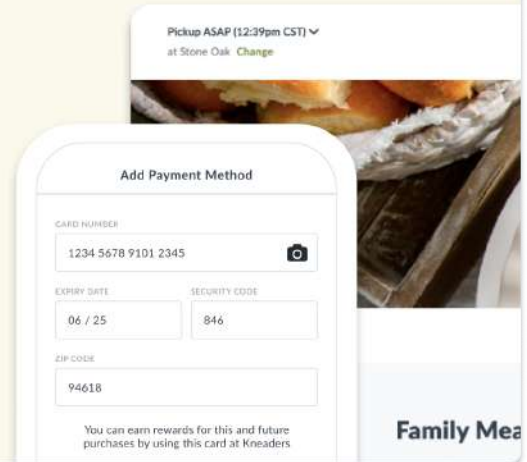 Pickup ASAP (12:39pm CST)
at Stone Oak Change
Add Payment Method
CARD NUMBER
1234 5678 9101 2345
EXPIRY DATE SECURITY CODE
06 / 25 846
ZIP CODE
94618
You can earn rewards for this and future
purchases by using this card at Kneaders
Family Mea